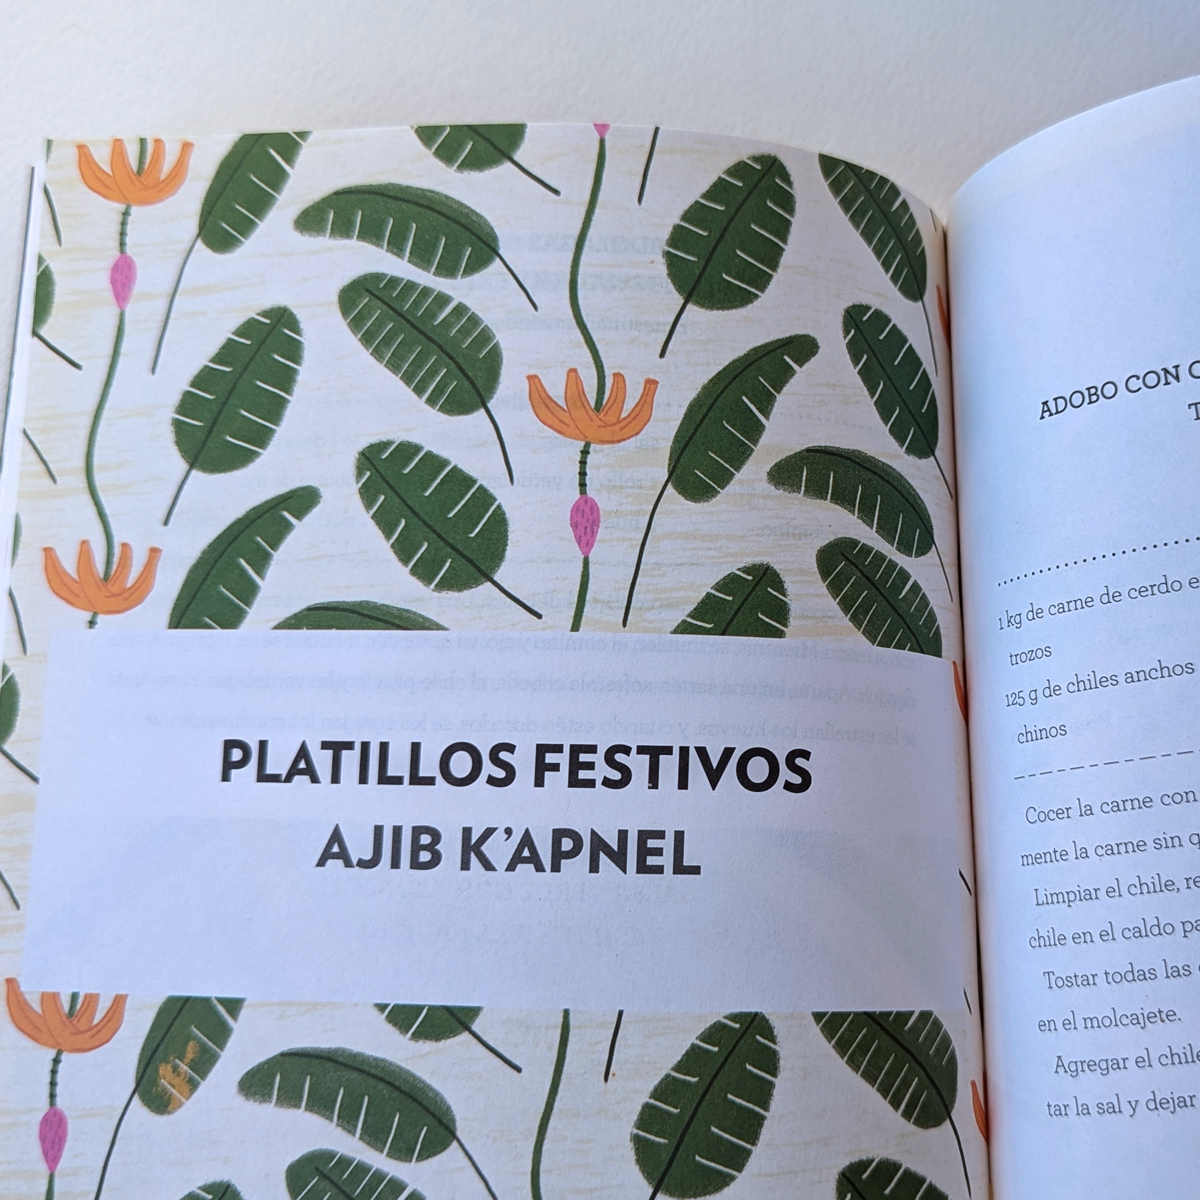 PLATILLOS FESTIVOS
AJIB K'APNEL
ADOBO CON
1 kg de carne de cerdo
trozos
125 g de chiles anchos
chinos
Cocer la carne con
mente la carne sin
Limpiar el chile,
chile en el caldo
Tostar todas las
en el molcajete.
Agregar el chile
tar la sal y dejar